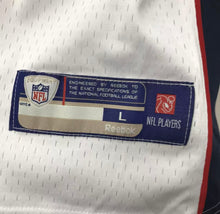 ENGINEERED BY REEBOK TO
THE EXACT SPECIFICATIONS OF
THE NATIONAL FOOTBALL LEAGUE
NFL
L
Reebok
NFL PLAYERS